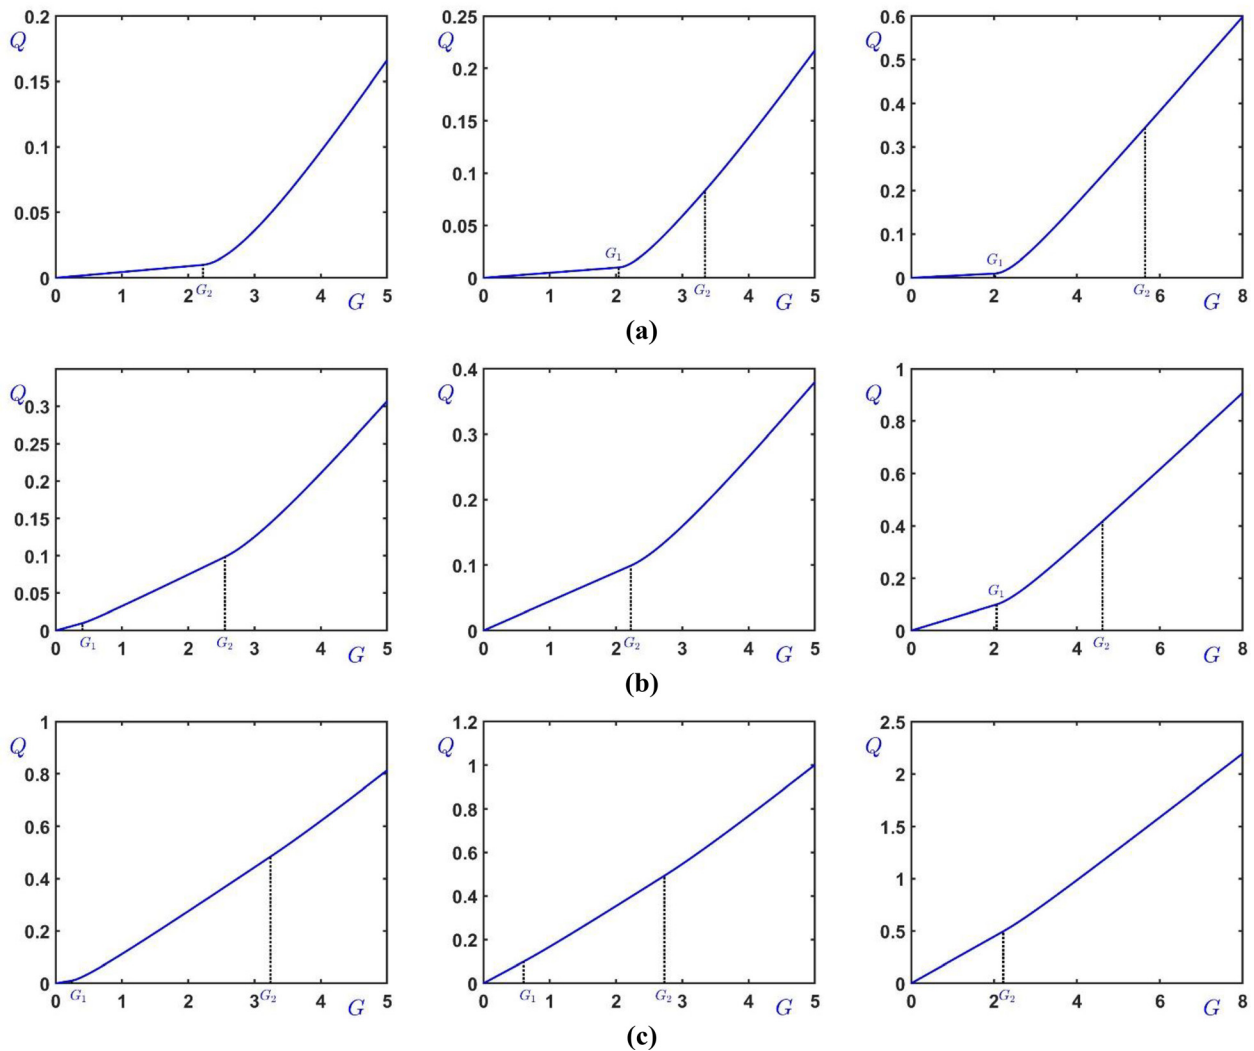 0.2 0.25 0.6
Q Q Q
0.2 0.5
0.15
0.15 0.4
0.1 0.3
0.1
0.2
0.05 G₁ 0.05 G₁ 0.1
0 0 0
0 1 2 G₂ 3 4 G 5 0 1 2 3 G₂ 4 G 5 0 2 4 G₂ 6 G 8
(a)
0.4 1
Q Q Q
0.3 0.8
0.25 0.3
0.2 0.6
0.2
0.15 0.4
0.1 0.1 G₁
0.05 0.2
0 0 0
0 G₁ 1 2 G₂ 3 4 G 5 0 1 2 G₂ 3 4 G 5 0 2 4 G₂ 6 G 8
(b)
1 1.2 2.5
Q Q Q
0.8 1 2
0.6 0.8 1.5
0.6
0.4 1
0.4
0.2 0.2 0.5
0 0 0
0 G₁ 1 2 3 G₂ 4 G 5 0 G₁ 1 2 G₂ 3 4 G 5 0 2 G₂ 4 6 G 8
(c)